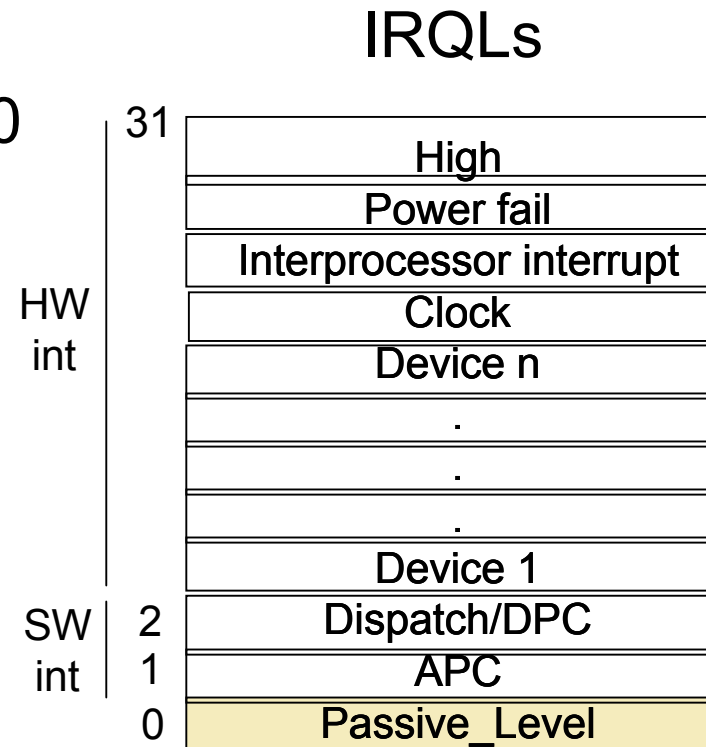 IRQLs
0
31
High
Power fail
Interprocessor interrupt
HW
int
Clock
Device n
.
.
.
Device 1
SW
int
2
Dispatch/DPC
1
APC
0
Passive_Level